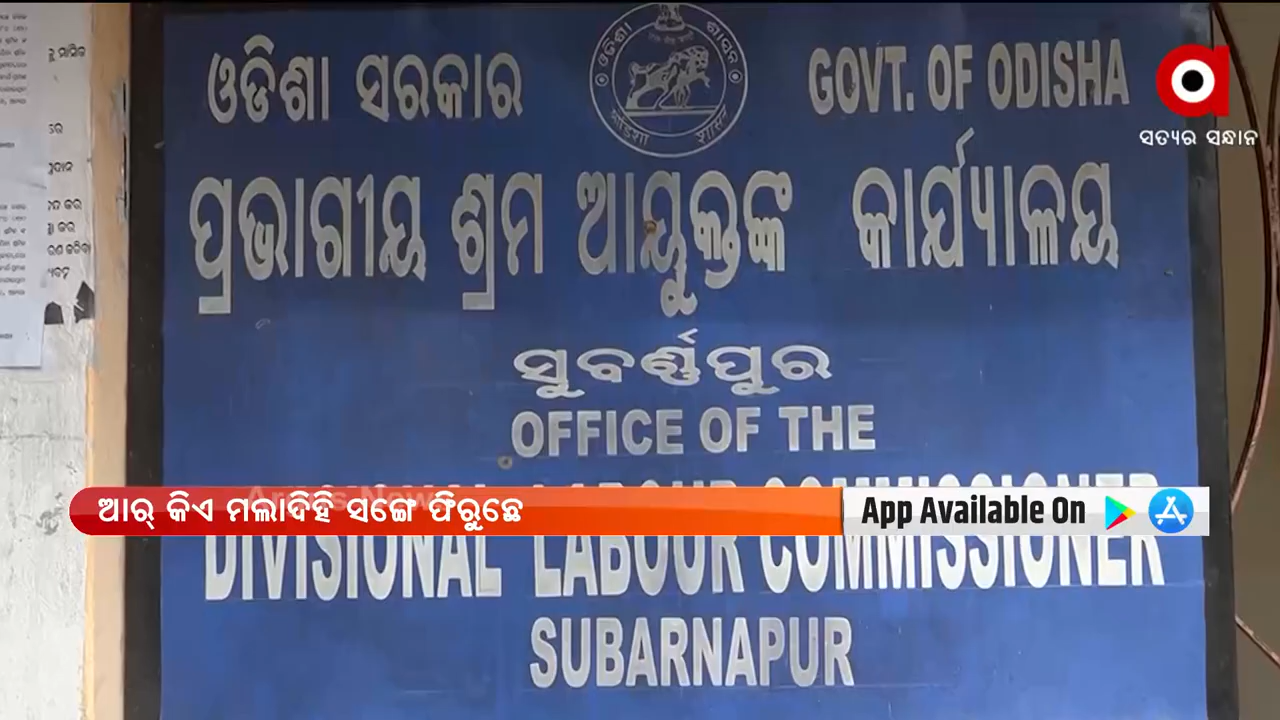 ଓଡିଶା ସରକାର
GOVT. OF ODISHA
ସତ୍ୟର ସନ୍ଧାନ
ପ୍ରଭାଗୀୟ ଶ୍ରମ ଆୟୁକ୍ତଙ୍କ କାର୍ଯ୍ୟାଳୟ
ସୁବର୍ଣ୍ଣପୁର
OFFICE OF THE
ଆର୍ କିଏ ମଲାଦିହି ସଙ୍ଗେ ଫିରୁଛେ
App Available On
DIVISIONAL LABOUR COMMISSIONER
SUBARNAPUR